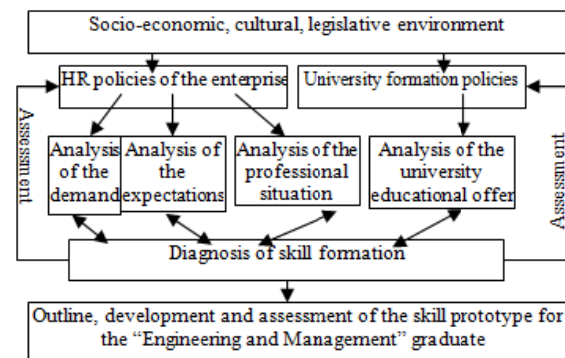 Socio-economic, cultural, legislative environment
HR policies of the enterprise
University formation policies
Assessment
Analysis
of the
demand
Analysis of
the
expectations
Analysis of the
professional
situation
Analysis of the
university
educational offer
Assessment
Diagnosis of skill formation
Outline, development and assessment of the skill prototype for
the “Engineering and Management” graduate